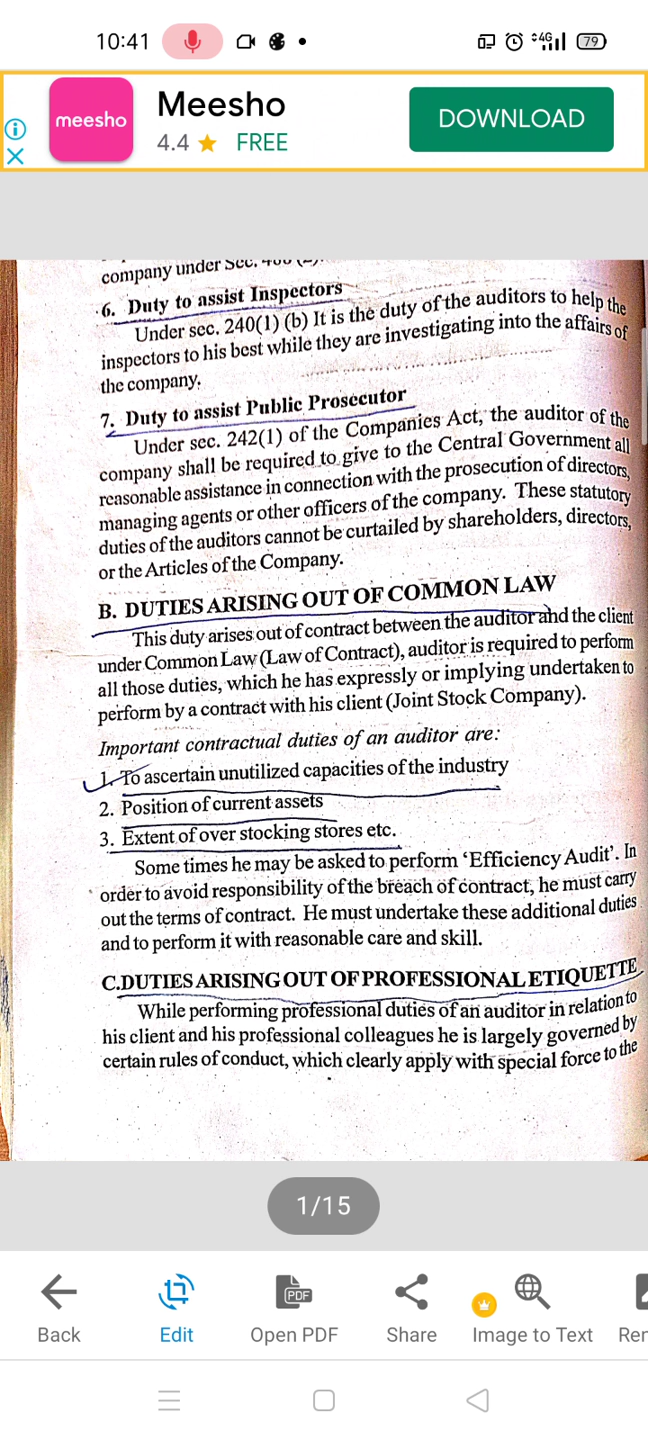 10:41
4G
79
meesho
Meesho
4.4 ★ FREE
DOWNLOAD
company under Sec.
6. Duty to assist Inspectors
Under sec. 240(1) (b) It is the duty of the auditors to help the
inspectors to his best while they are investigating into the affairs of
the company.
7. Duty to assist Public Prosecutor
Under sec. 242(1) of the Companies Act, the auditor of the
company shall be required to give to the Central Government all
reasonable assistance in connection with the prosecution of directors,
managing agents or other officers of the company. These statutory
duties of the auditors cannot be curtailed by shareholders, directors,
or the Articles of the Company.
B. DUTIES ARISING OUT OF COMMON LAW
This duty arises out of contract between the auditor and the client
under Common Law (Law of Contract), auditor is required to perform
all those duties, which he has expressly or implying undertaken to
perform by a contract with his client (Joint Stock Company).
Important contractual duties of an auditor are:
1. To ascertain unutilized capacities of the industry
2. Position of current assets
3. Extent of over stocking stores etc.
Some times he may be asked to perform ‘Efficiency Audit’. In
order to avoid responsibility of the breach of contract, he must carry
out the terms of contract. He must undertake these additional duties
and to perform it with reasonable care and skill.
C.DUTIES ARISING OUT OF PROFESSIONAL ETIQUETTE
While performing professional duties of an auditor in relation to
his client and his professional colleagues he is largely governed by
certain rules of conduct, which clearly apply with special force to the
1/15
PDF
Back Edit Open PDF Share Image to Text Rer